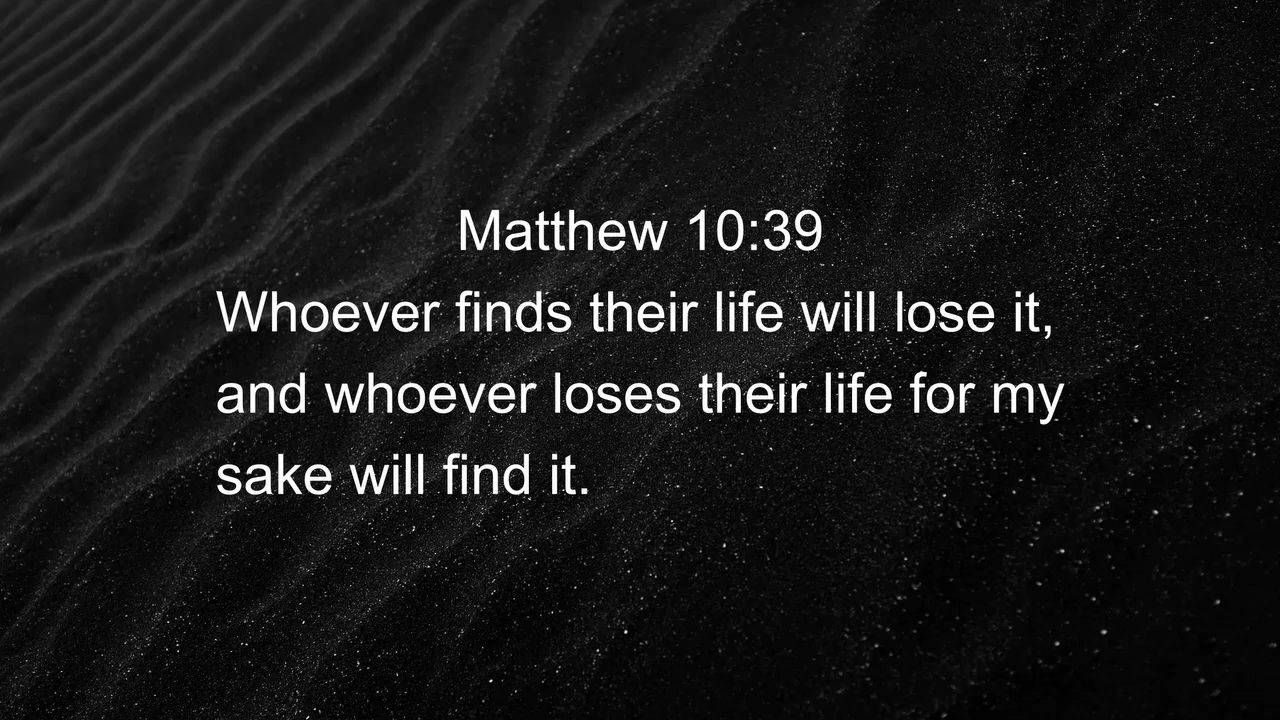 Matthew 10:39
Whoever finds their life will lose it,
and whoever loses their life for my
sake will find it.